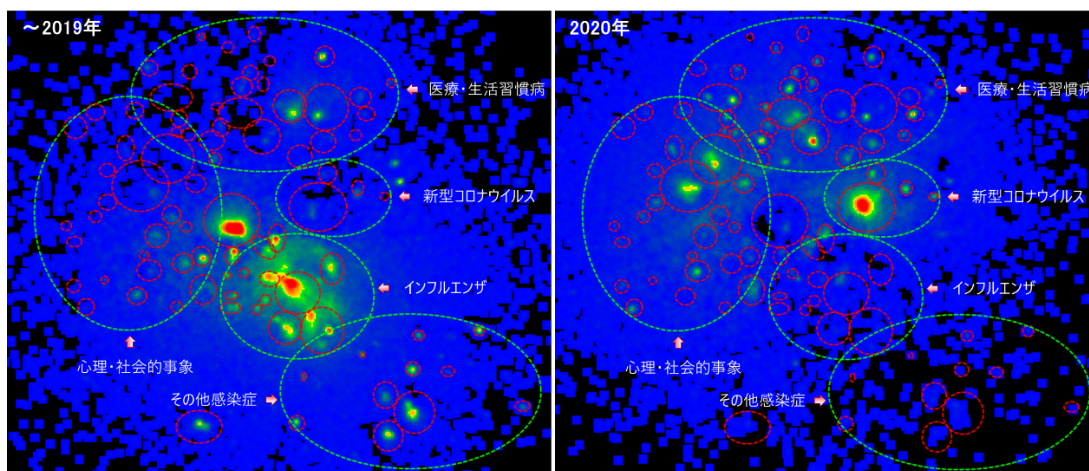 ～2019年
医療・生活習慣病
新型コロナウイルス
インフルエンザ
心理・社会的事象
その他感染症
2020年
医療・生活習慣病
新型コロナウイルス
インフルエンザ
心理・社会的事象
その他感染症